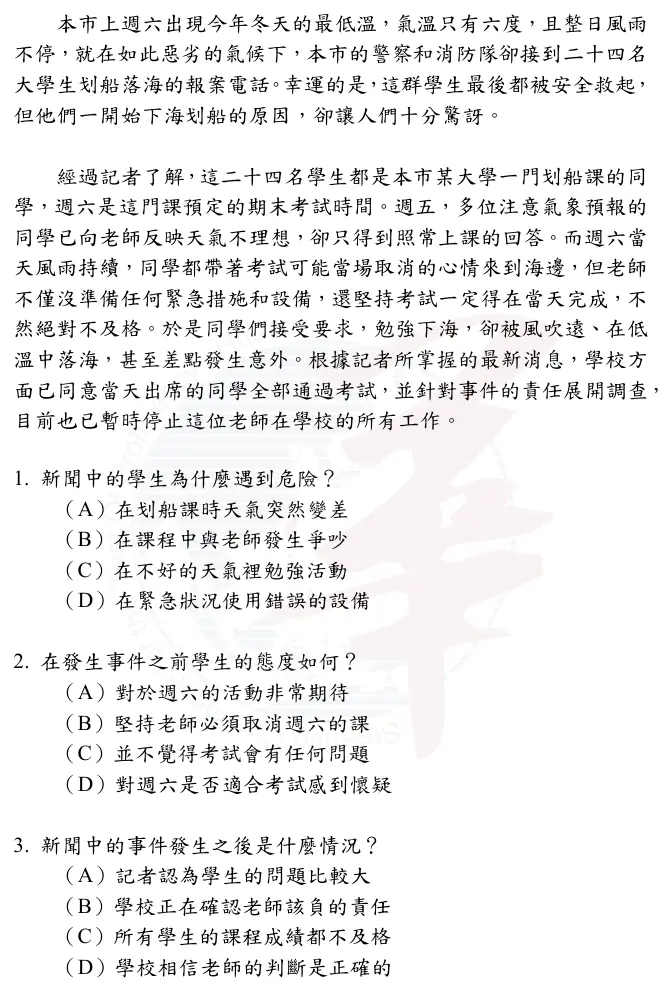 本市上週六出現今年冬天的最低溫，氣溫只有六度，且整日風雨
不停，就在如此惡劣的氣候下，本市的警察和消防隊卻接到二十四名
大學生划船落海的報案電話。幸運的是，這群學生最後都被安全救起，
但他們一開始下海划船的原因，卻讓人們十分驚訝。
經過記者了解，這二十四名學生都是本市某大學一門划船課的同
學，週六是這門課預定的期末考試時間。週五，多位注意氣象預報的
同學已向老師反映天氣不理想，卻只得到照常上課的回答。而週六當
天風雨持續，同學都帶著考試可能當場取消的心情來到海邊，但老師
不僅沒準備任何緊急措施和設備，還堅持考試一定得在當天完成，不
然絕對不及格。於是同學們接受要求，勉強下海，卻被風吹遠、在低
溫中落海，甚至差點發生意外。根據記者所掌握的最新消息，學校方
面已同意當天出席的同學全部通過考試，並針對事件的責任展開調查，
目前也已暫時停止這位老師在學校的所有工作。
1. 新聞中的學生為什麼遇到危險？
（A）在划船課時天氣突然變差
（B）在課程中與老師發生爭吵
（C）在不好的天氣裡勉強活動
（D）在緊急狀況使用錯誤的設備
2. 在發生事件之前學生的態度如何？
（A）對於週六的活動非常期待
（B）堅持老師必須取消週六的課
（C）並不覺得考試會有任何問題
（D）對週六是否適合考試感到懷疑
3. 新聞中的事件發生之後是什麼情況？
（A）記者認為學生的問題比較大
（B）學校正在確認老師該負的責任
（C）所有學生的課程成績都不及格
（D）學校相信老師的判斷是正確的